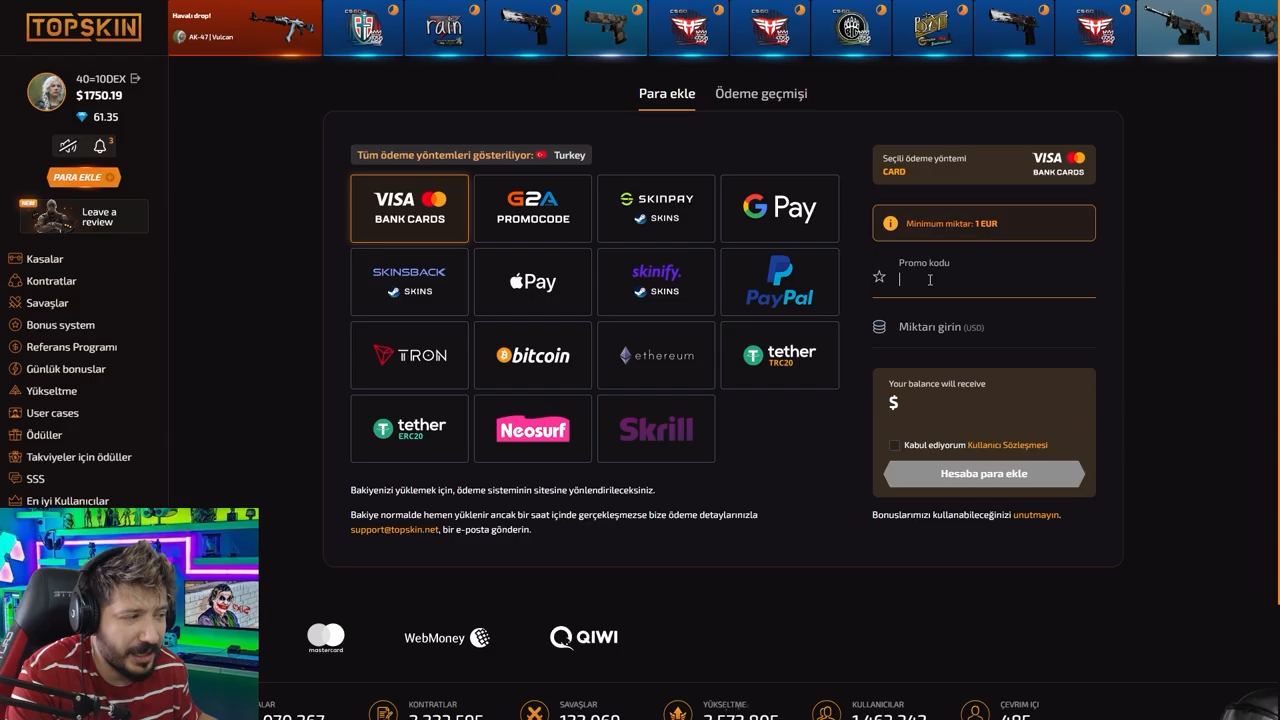 TOPSKIN
Havalı drop!
AK-47 | Vulcan
40=10DEX
$1750.19
61.35
3
PARA EKLE
NEW
Leave a
review
Kasalar
Kontratlar
Savaşlar
Bonus system
Referans Programı
Günlük bonuslar
Yükseltme
User cases
Ödüller
Takviyeler için ödüller
SSS
En iyi Kullanıcılar
Para ekle
Ödeme geçmişi
Tüm ödeme yöntemleri gösteriliyor: Turkey
VISA
BANK CARDS
G2A
PROMOCODE
SKINPAY
SKINS
G Pay
SKINSBACK
SKINS
Pay
skinify.
SKINS
PayPal
TRON
bitcoin
ethereum
tether
TRC20
tether
ERC20
Neosurf
Skrill
Bakiyenizi yüklemek için, ödeme sisteminin sitesine yönlendirileceksiniz.
Bakiye normalde hemen yüklenir ancak bir saat içinde gerçekleşmezse bize ödeme detaylarınızla
support@topskin.net, bir e-posta gönderin.
Seçili ödeme yöntemi
CARD
VISA
BANK CARDS
Minimum miktar: 1 EUR
Promo kodu
Miktarı girin (USD)
Your balance will receive
$
Kabul ediyorum Kullanıcı Sözleşmesi
Hesaba para ekle
Bonuslarımızı kullanabileceğinizi unutmayın.
mastercard
WebMoney
QIWI
KONTRATLAR
SAVAŞLAR
YÜKSELTME
KULLANICILAR
ÇEVRIM IÇI